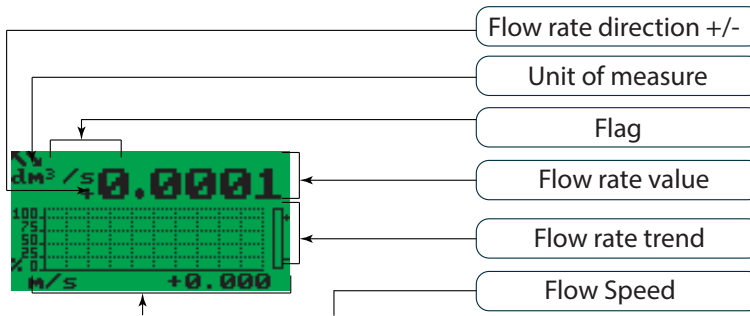 Flow rate direction +/-
Unit of measure
Flag
dm³/s
+0.0001
Flow rate value
100
75
50
25
% 0
+
-
Flow rate trend
m/s +0.000
Flow Speed